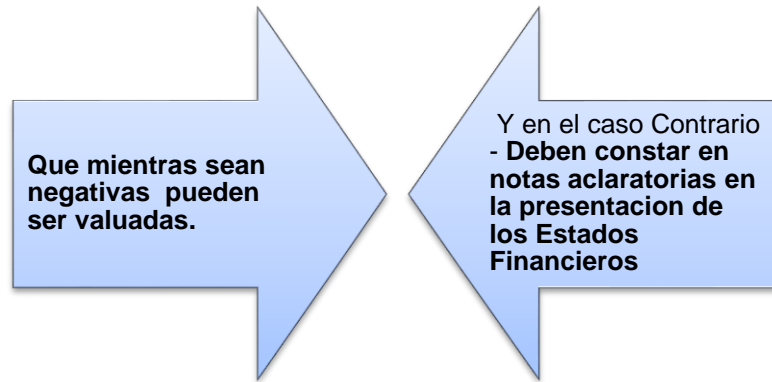 Que mientras sean
negativas pueden
ser valuadas.
Y en el caso Contrario
- Deben constar en
notas aclaratorias en
la presentacion de
los Estados
Financieros